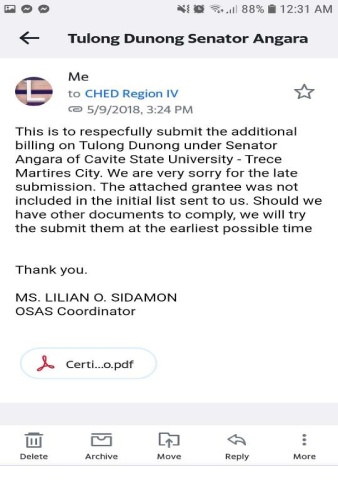 88% 12:31 AM
Tulong Dunong Senator Angara
Me
to CHED Region IV
5/9/2018, 3:24 PM
This is to respecfully submit the additional
billing on Tulong Dunong under Senator
Angara of Cavite State University - Trece
Martires City. We are very sorry for the late
submission. The attached grantee was not
included in the initial list sent to us. Should we
have other documents to comply, we will try
the submit them at the earliest possible time
Thank you.
MS. LILIAN O. SIDAMON
OSAS Coordinator
Certi...o.pdf
Delete Archive Move Reply More